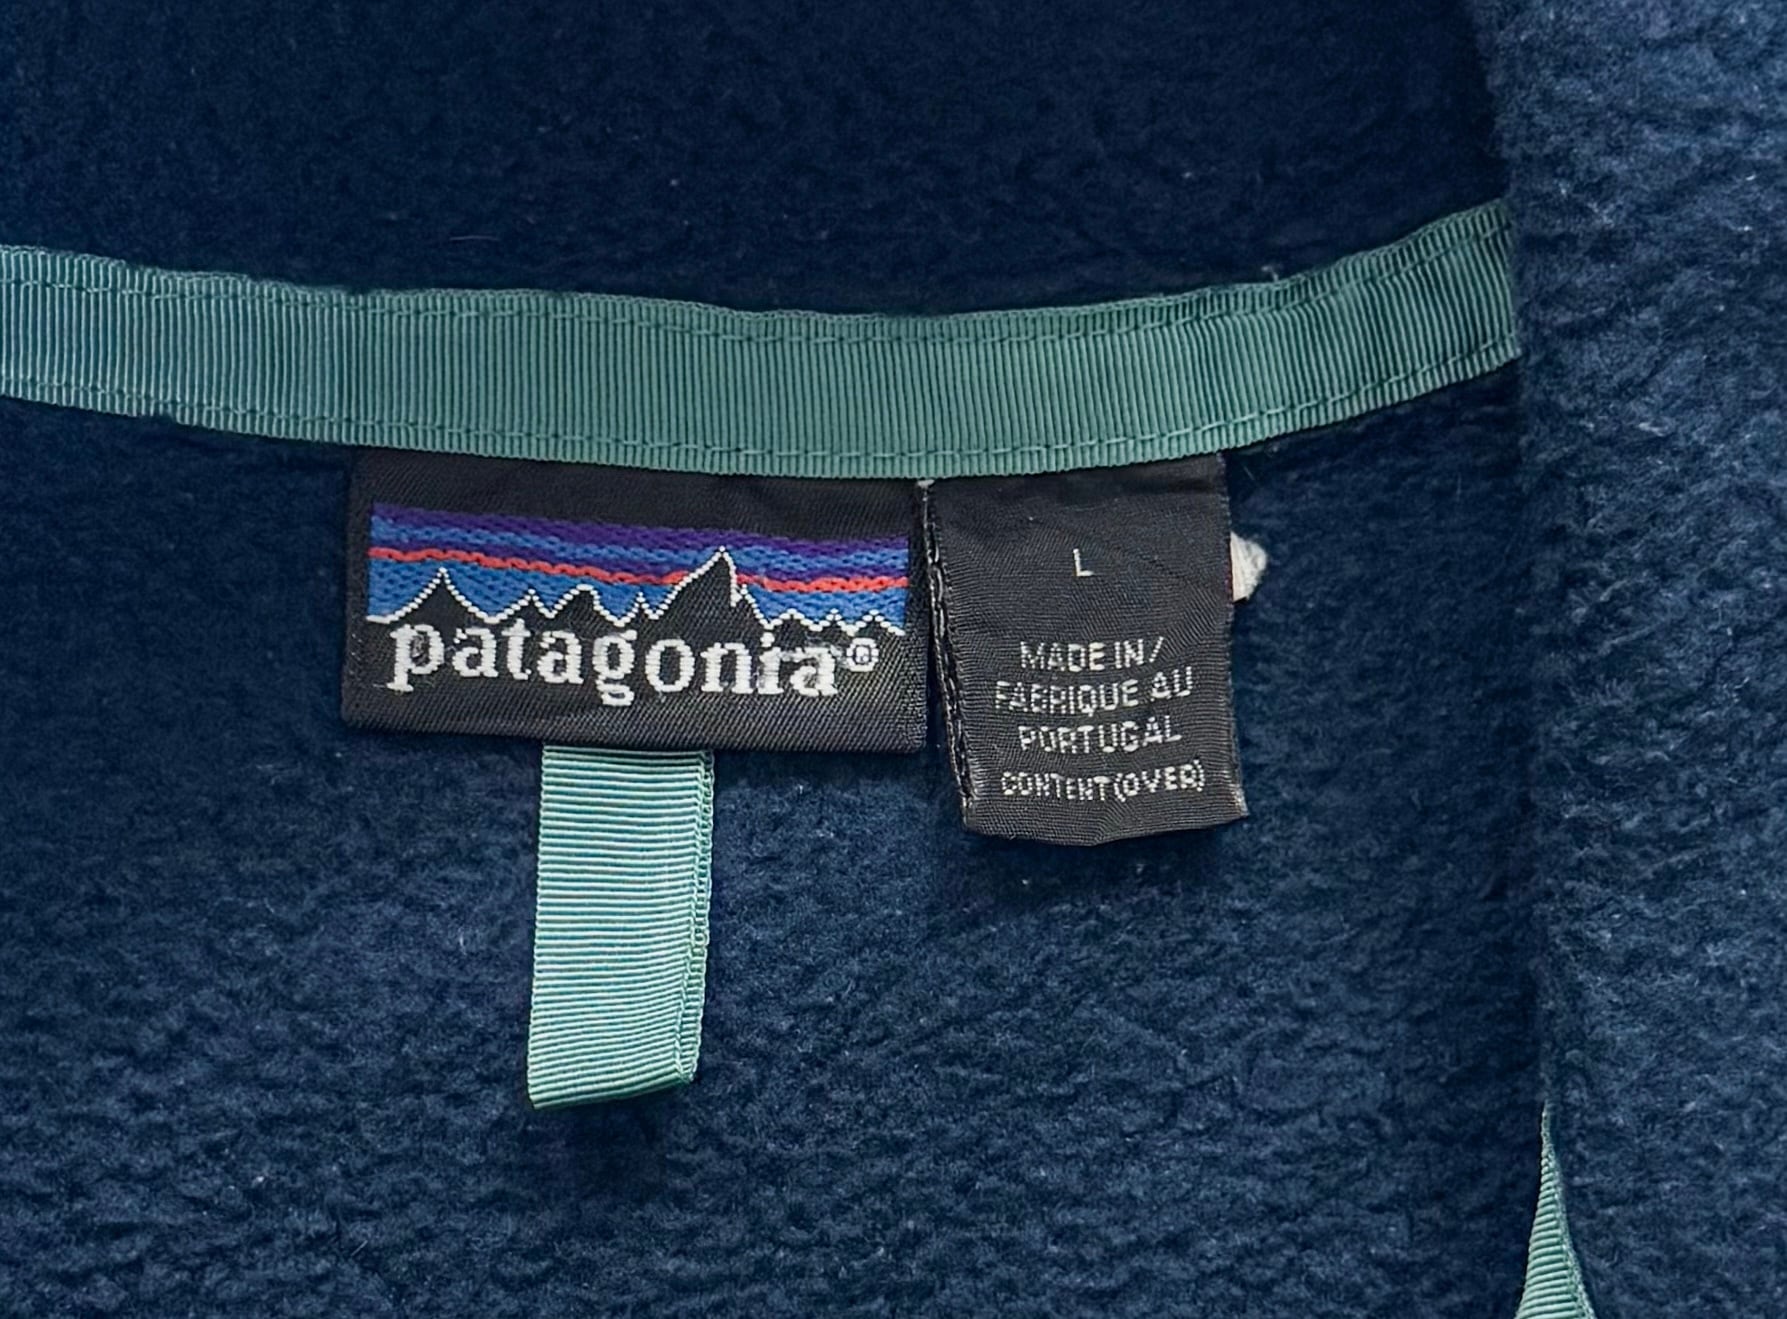 patagonia®
L
MADE IN/
FABRIQUE AU
PORTUGAL
CONTENT(OVER)